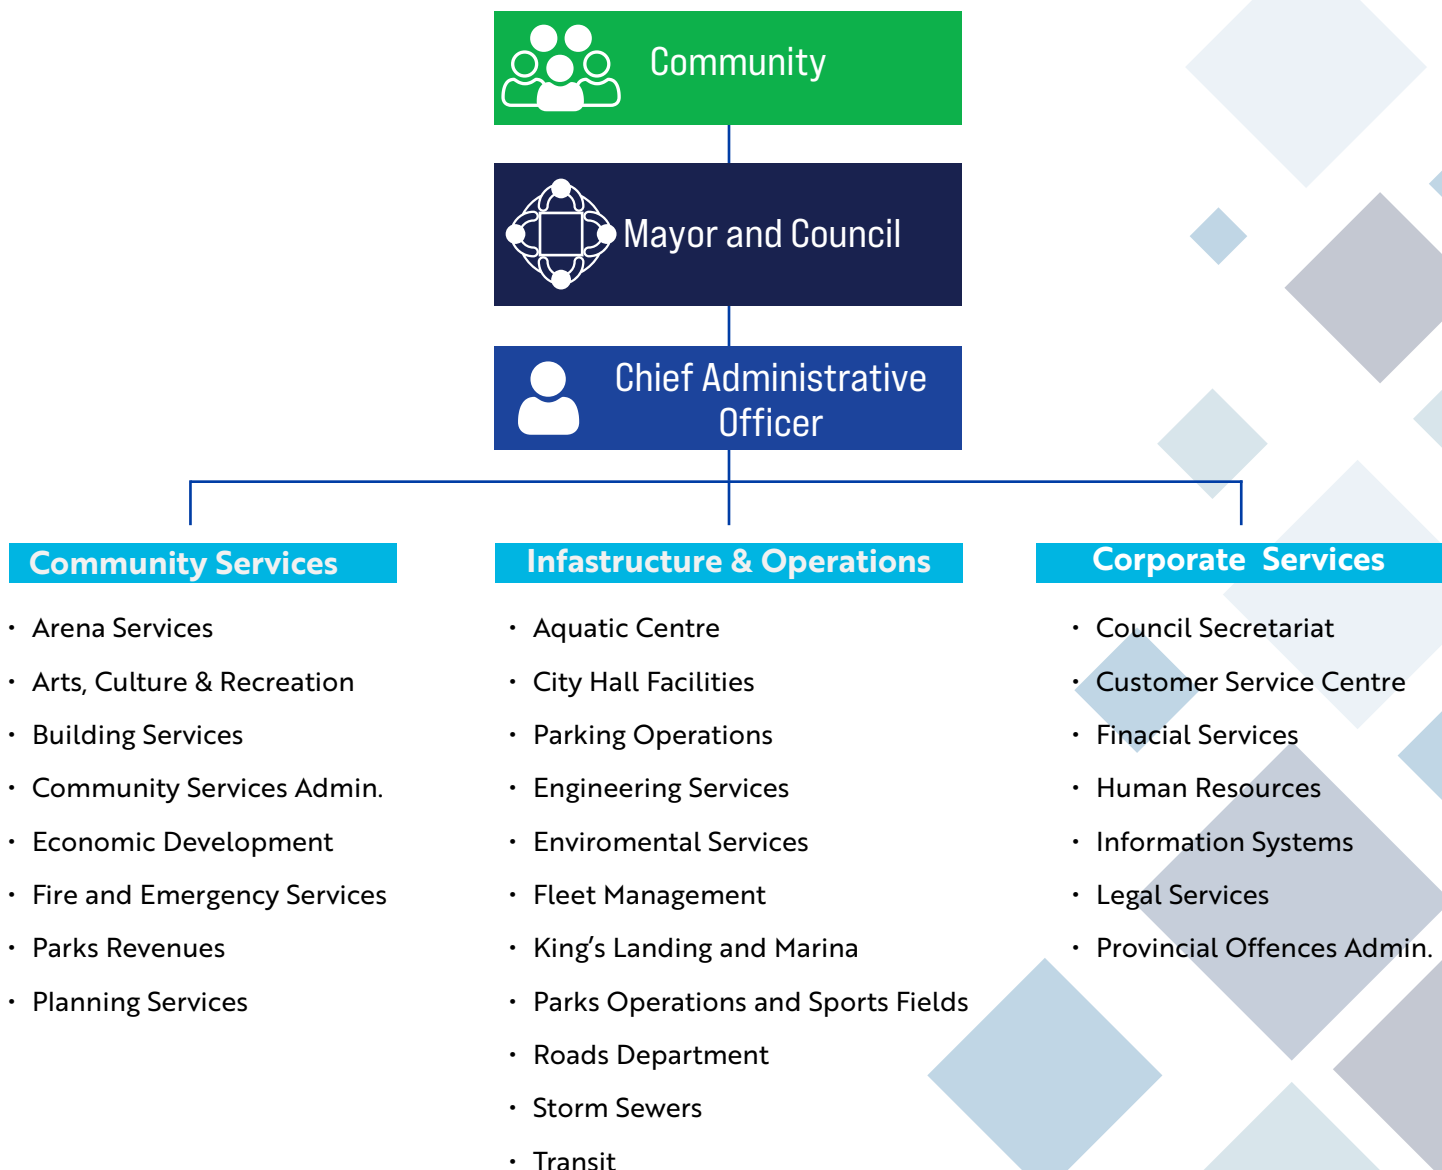 Community
Mayor and Council
Chief Administrative
Officer
Community Services
• Arena Services
• Arts, Culture & Recreation
• Building Services
• Community Services Admin.
• Economic Development
• Fire and Emergency Services
• Parks Revenues
• Planning Services
Infastructure & Operations
• Aquatic Centre
• City Hall Facilities
• Parking Operations
• Engineering Services
• Enviromental Services
• Fleet Management
• King’s Landing and Marina
• Parks Operations and Sports Fields
• Roads Department
• Storm Sewers
• Transit
Corporate Services
• Council Secretariat
• Customer Service Centre
• Finacial Services
• Human Resources
• Information Systems
• Legal Services
• Provincial Offences Admin.